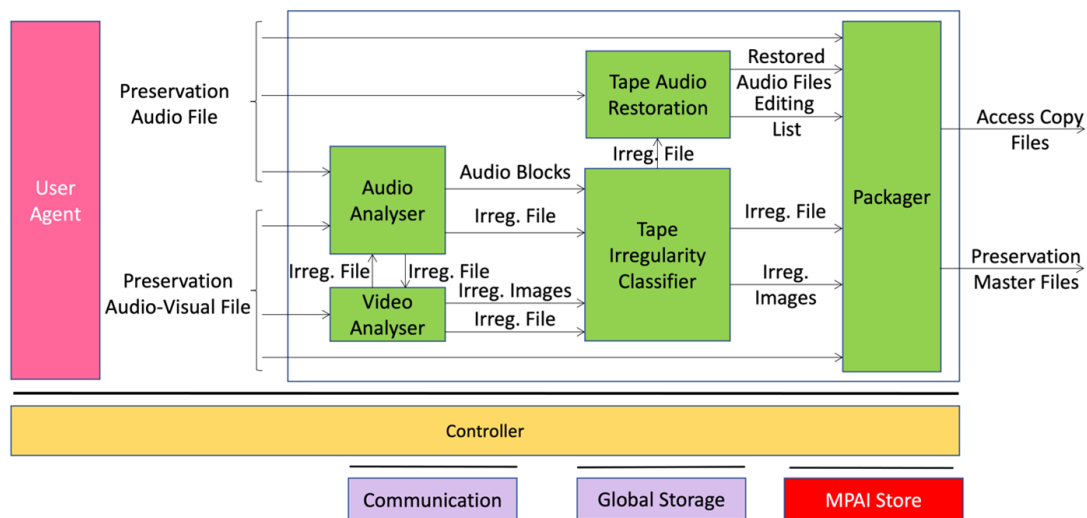 User
Agent
Preservation
Audio File
Preservation
Audio-Visual File
Audio
Analyser
Irreg. File
Irreg. File
Video
Analyser
Audio Blocks
Irreg. File
Irreg. Images
Irreg. File
Tape Audio
Restoration
Irreg. File
Tape
Irregularity
Classifier
Restored
Audio Files
Editing
List
Irreg. File
Irreg.
Images
Packager
Access Copy
Files
Preservation
Master Files
Controller
Communication
Global Storage
MPAI Store